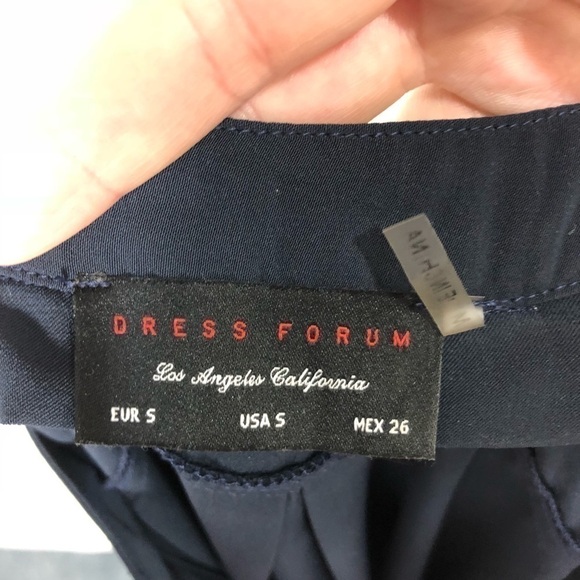 DRESS FORUM
Los Angeles California
EUR S USA S MEX 26